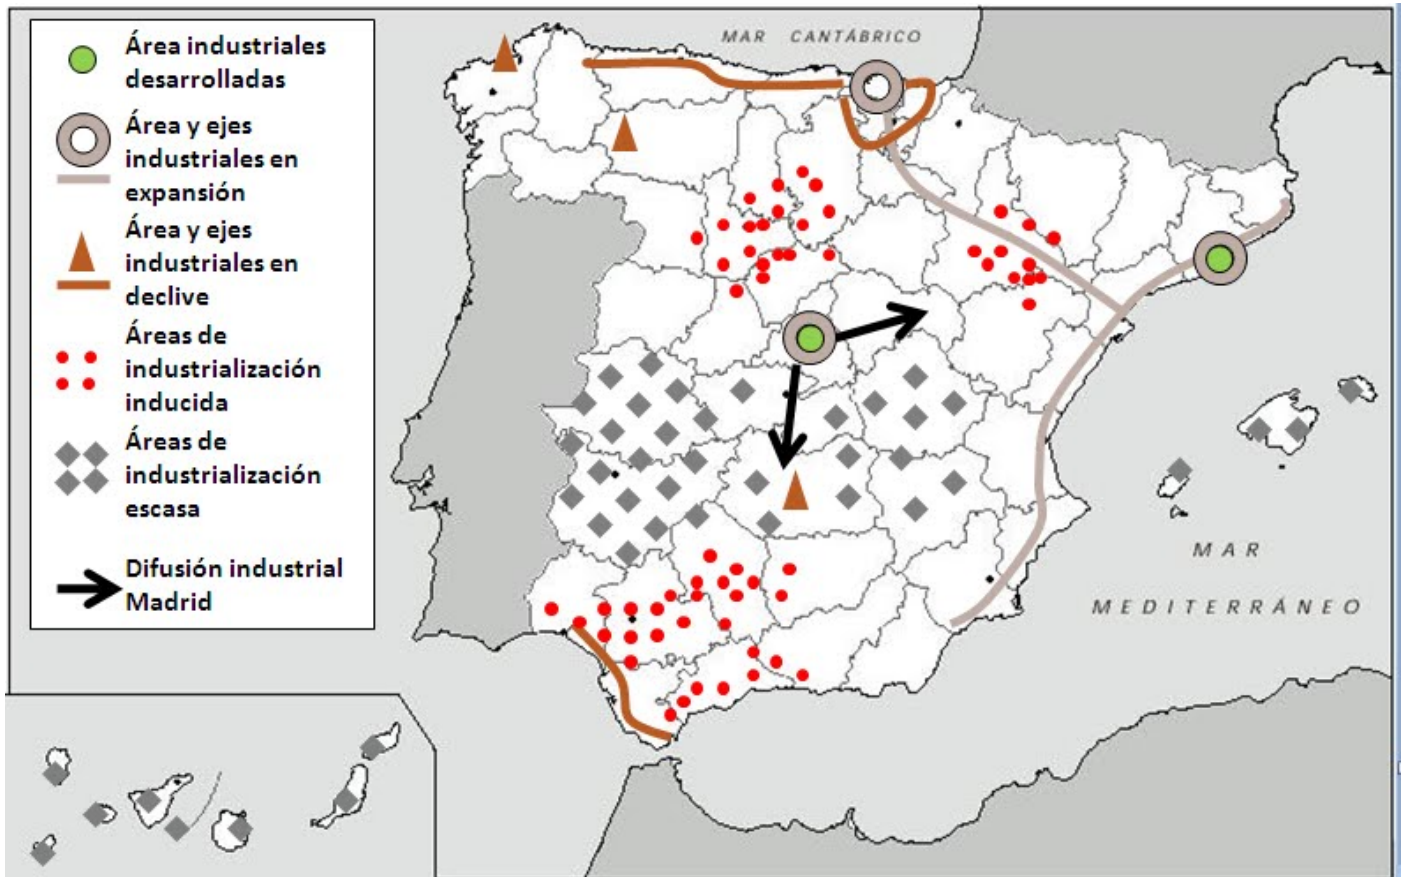 Área industriales
desarrolladas
Área y ejes
industriales en
expansión
Área y ejes
industriales en
declive
Áreas de
industrialización
inducida
Áreas de
industrialización
escasa
Difusión industrial
Madrid
MAR CANTÁBRICO
MAR
MEDITERRÁNEO